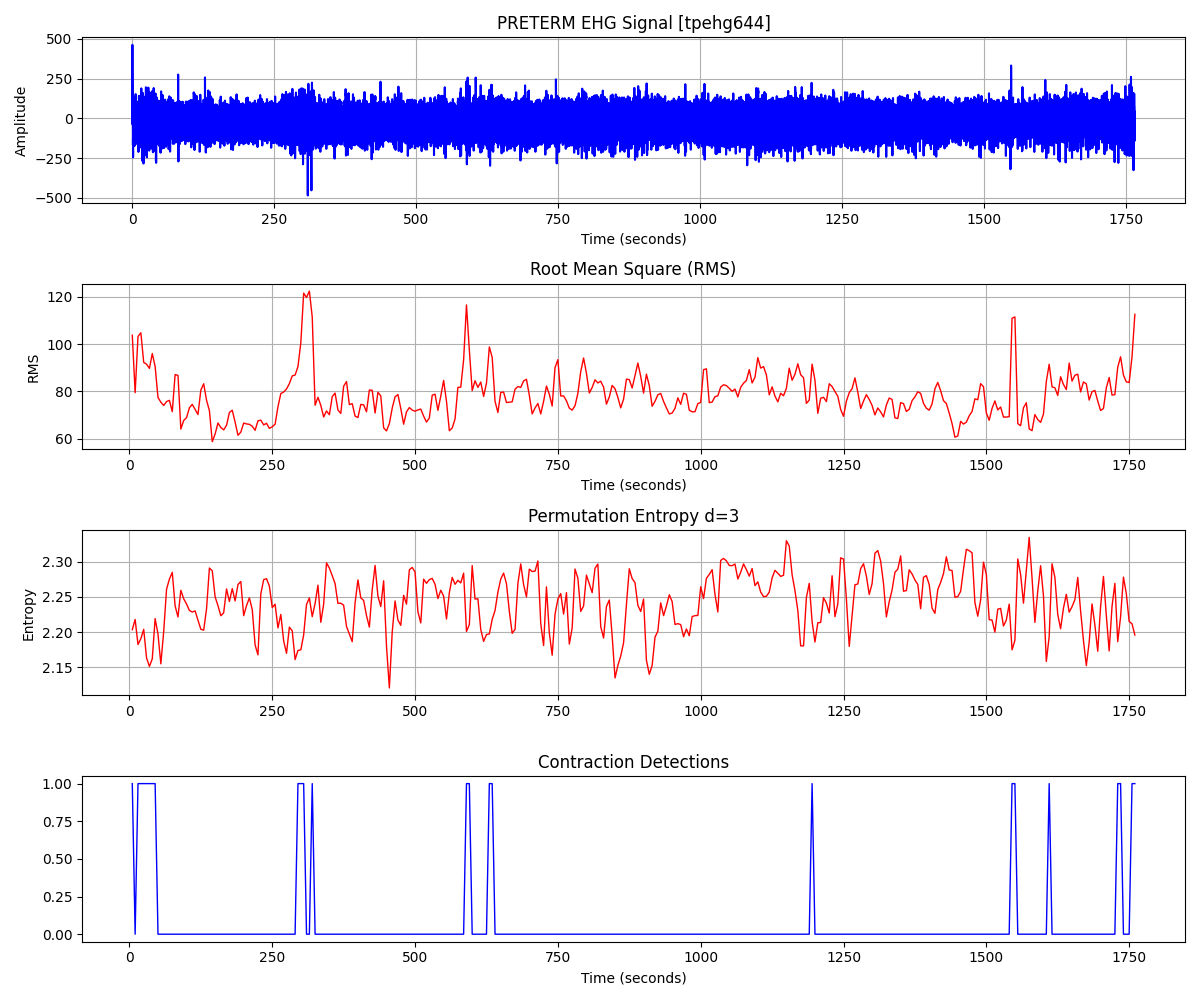 PRETERM EHG Signal [tpehg644]
500
250
0
−250
−500
Amplitude
0 250 500 750 1000 1250 1500 1750
Time (seconds)
Root Mean Square (RMS)
120
100
80
60
RMS
0 250 500 750 1000 1250 1500 1750
Time (seconds)
Permutation Entropy d=3
2.30
2.25
2.20
2.15
Entropy
0 250 500 750 1000 1250 1500 1750
Contraction Detections
1.00
0.75
0.50
0.25
0.00
0 250 500 750 1000 1250 1500 1750
Time (seconds)